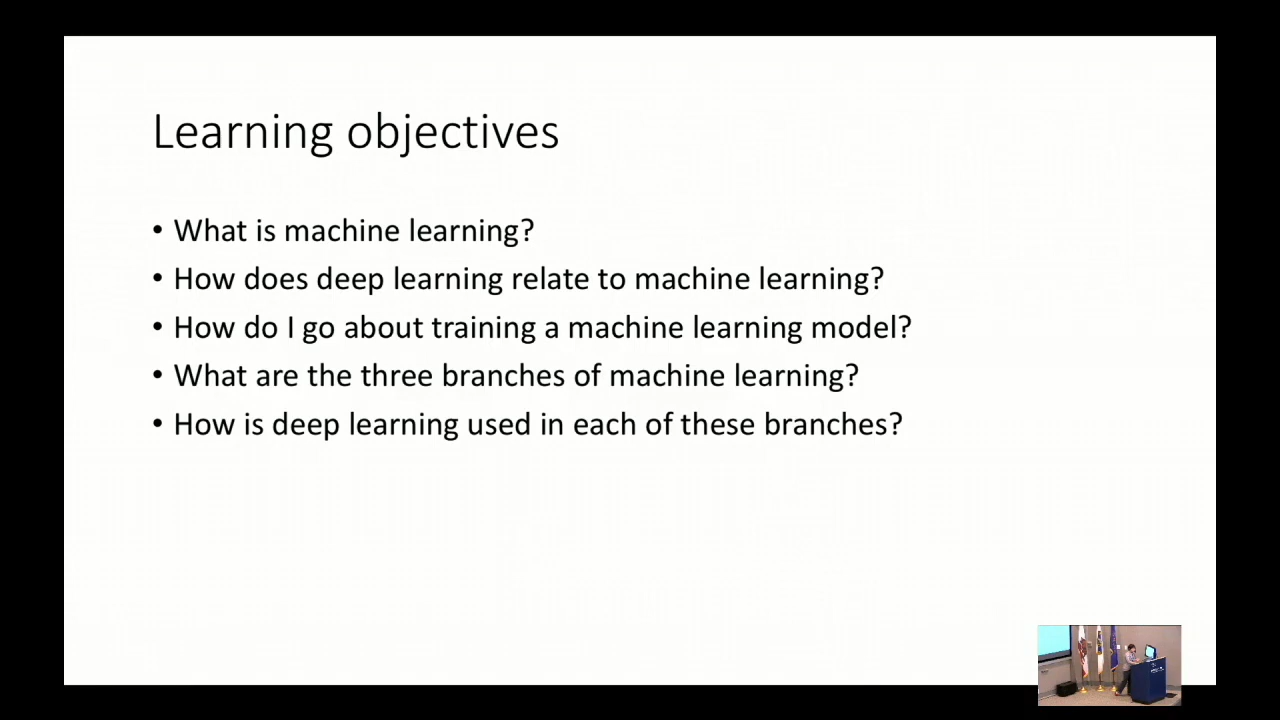 Learning objectives
• What is machine learning?
• How does deep learning relate to machine learning?
• How do I go about training a machine learning model?
• What are the three branches of machine learning?
• How is deep learning used in each of these branches?